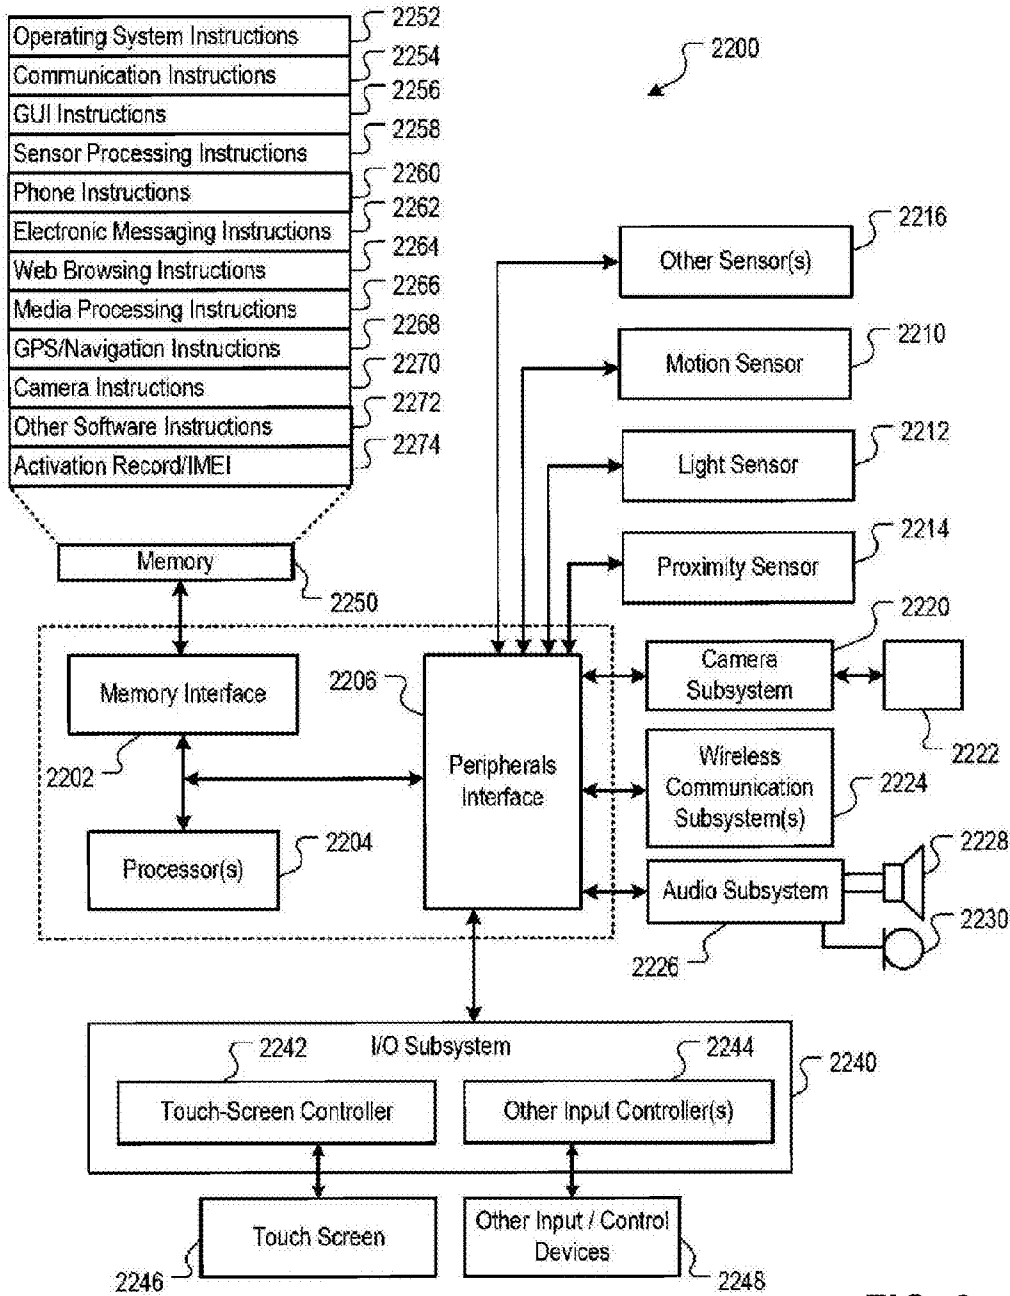 Operating System Instructions
2252
Communication Instructions
2254
GUI Instructions
2256
Sensor Processing Instructions
2258
Phone Instructions
2260
Electronic Messaging Instructions
2262
Web Browsing Instructions
2264
Media Processing Instructions
2266
GPS/Navigation Instructions
2268
Camera Instructions
2270
Other Software Instructions
2272
Activation Record/IMEI
2274
Memory
2250
2200
Other Sensor(s)
2216
Motion Sensor
2210
Light Sensor
2212
Proximity Sensor
2214
Memory Interface
2202
Processor(s)
2204
2206
Peripherals
Interface
Camera
Subsystem
2220
2222
Wireless
Communication
Subsystem(s)
2224
Audio Subsystem
2226
2228
2230
I/O Subsystem
2240
2242
Touch-Screen Controller
2244
Other Input Controller(s)
Touch Screen
2246
Other Input / Control
Devices
2248